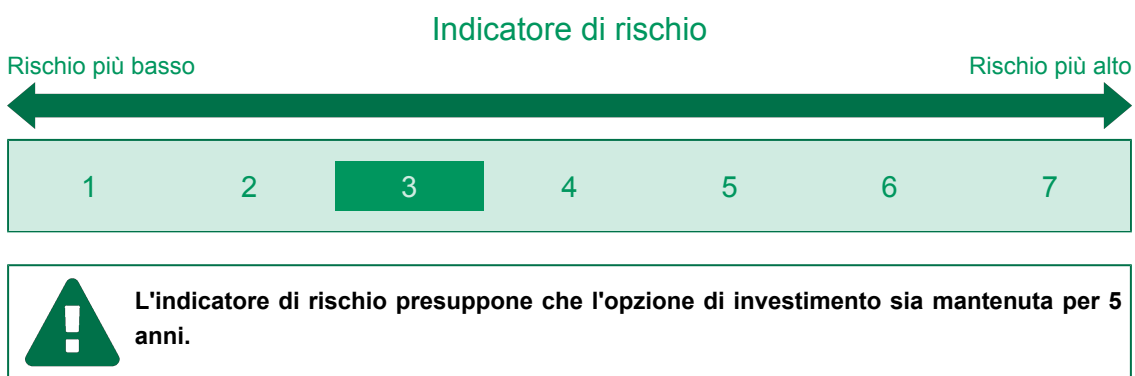 Indicatore di rischio
Rischio più basso Rischio più alto
1 2 3 4 5 6 7
L'indicatore di rischio presuppone che l'opzione di investimento sia mantenuta per 5
anni.